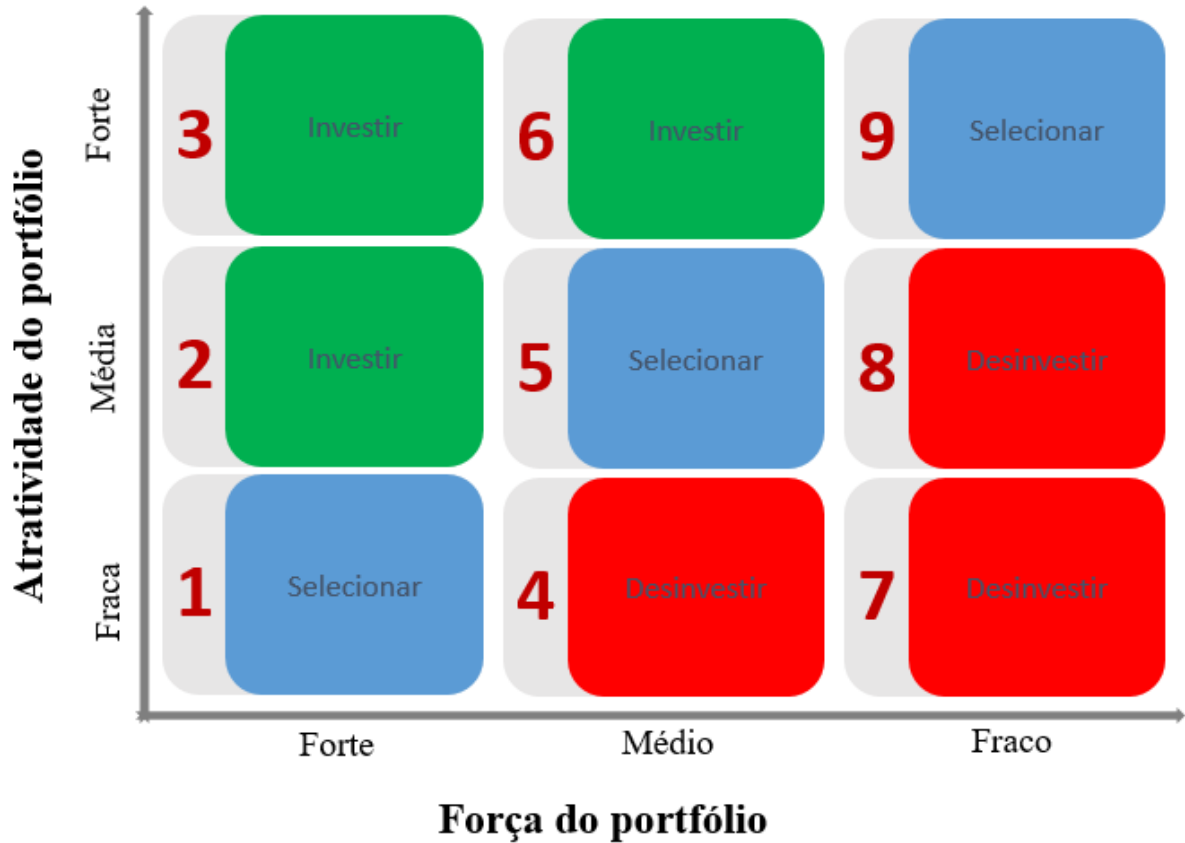 Atratividade do portfólio
Forte
3 Investir
6 Investir
9 Selecionar
Média
2 Investir
5 Selecionar
8 Desinvestir
Fraca
1 Selecionar
4 Desinvestir
7 Desinvestir
Forte
Médio
Fraco
Força do portfólio